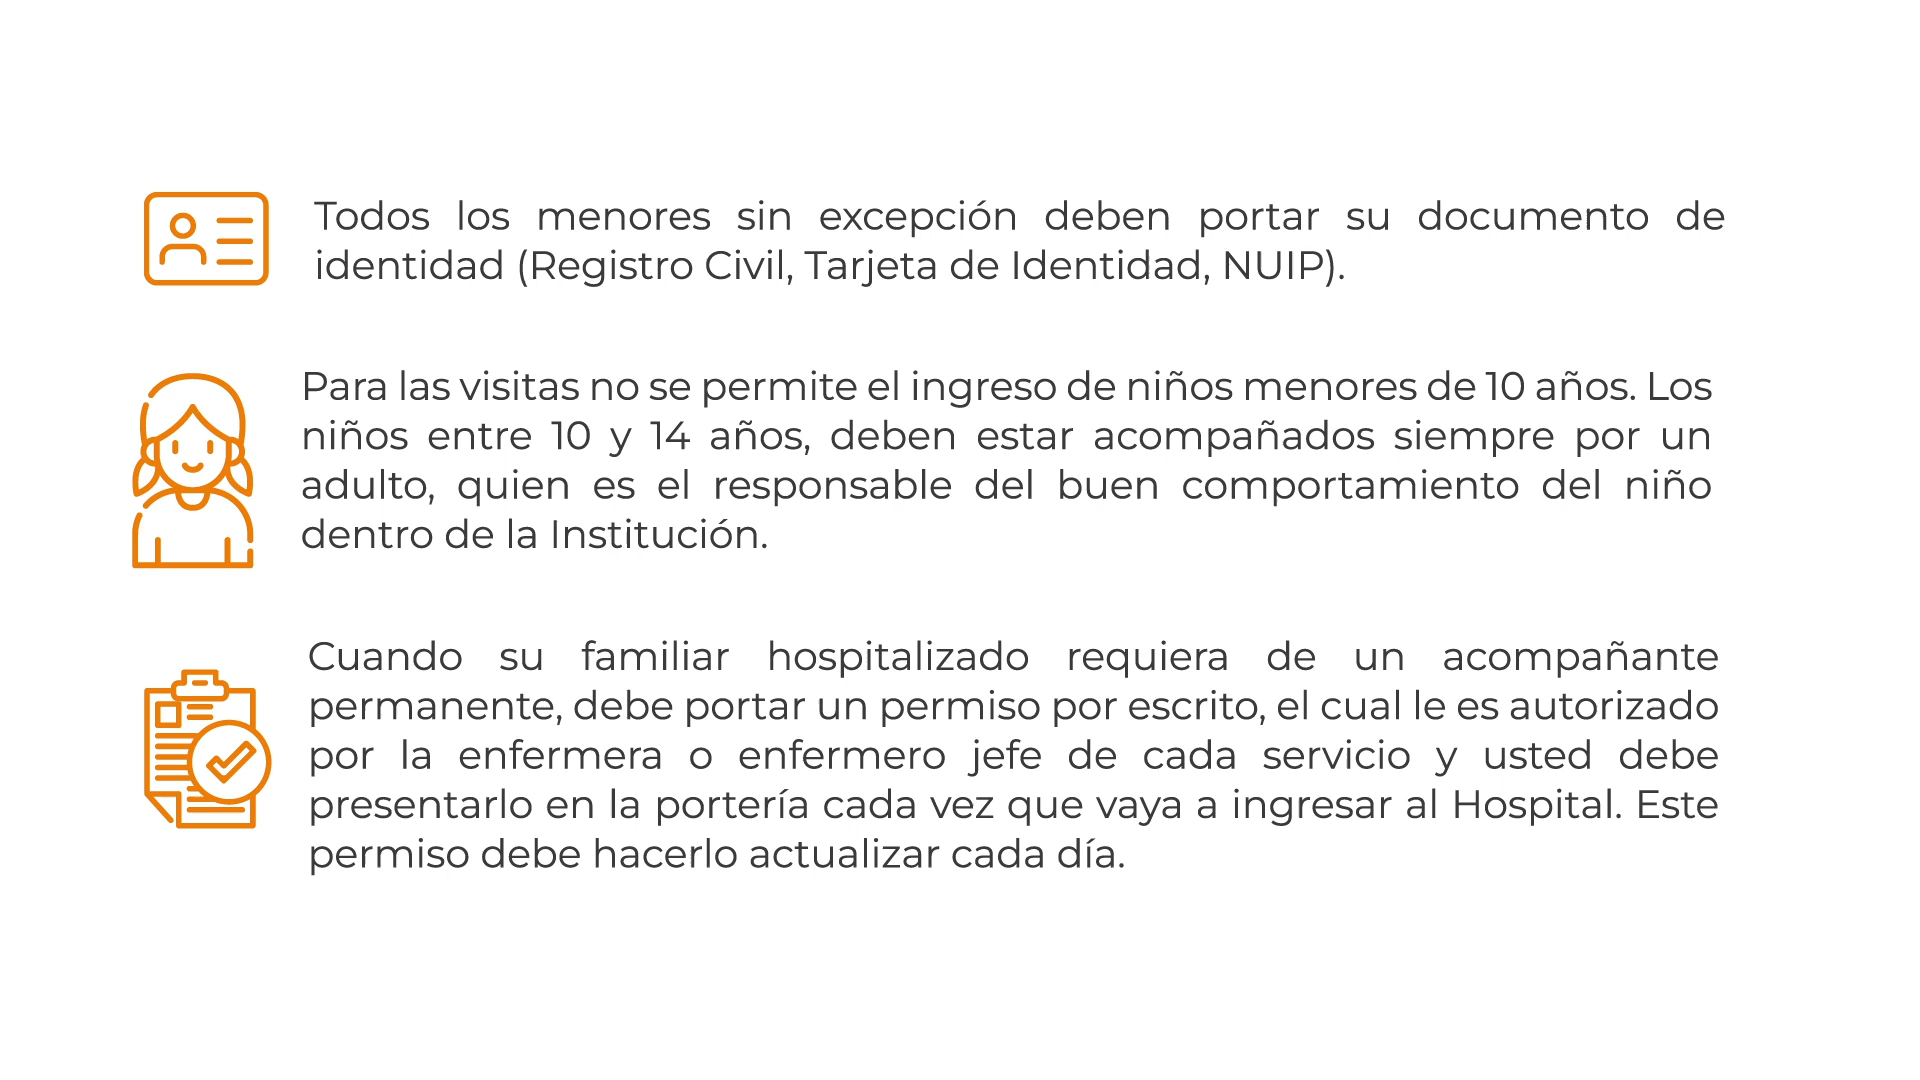 Todos los menores sin excepción deben portar su documento de
identidad (Registro Civil, Tarjeta de Identidad, NUIP).
Para las visitas no se permite el ingreso de niños menores de 10 años. Los
niños entre 10 y 14 años, deben estar acompañados siempre por un
adulto, quien es el responsable del buen comportamiento del niño
dentro de la Institución.
Cuando su familiar hospitalizado requiera de un acompañante
permanente, debe portar un permiso por escrito, el cual le es autorizado
por la enfermera o enfermero jefe de cada servicio y usted debe
presentarlo en la portería cada vez que vaya a ingresar al Hospital. Este
permiso debe hacerlo actualizar cada día.